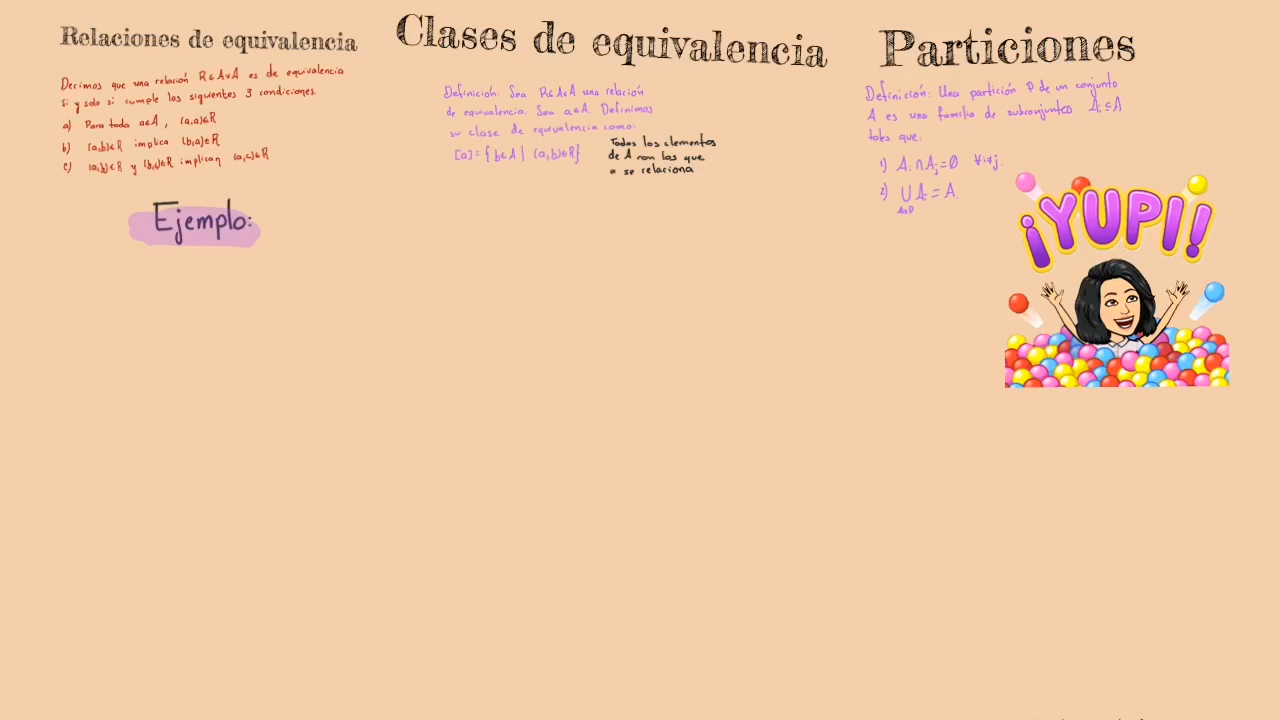 Relaciones de equivalencia
Decimos que una relación R⊆A×A es de equivalencia
si y solo si cumple las siguientes 3 condiciones.
a) Para toda a∈A, (a,a)∈R
b) (a,b)∈R implica (b,a)∈R
c) (a,b)∈R y (b,c)∈R implican (a,c)∈R
Ejemplo:
Clases de equivalencia
Definición: Sea R⊆A×A una relación
de equivalencia. Sea a∈A. Definimos
su clase de equivalencia como:
[a]={b∈A| (a,b)∈R}
Todos los elementos
de A con los que
a se relaciona
Particiones
Definición: Una partición P de un conjunto
A es una familia de subconjuntos Aᵢ⊆A
tales que:
1) Aᵢ∩Aⱼ=∅ ∀i≠j.
2) ⋃Aᵢ=A.
Aᵢ∈P
¡YUPI!